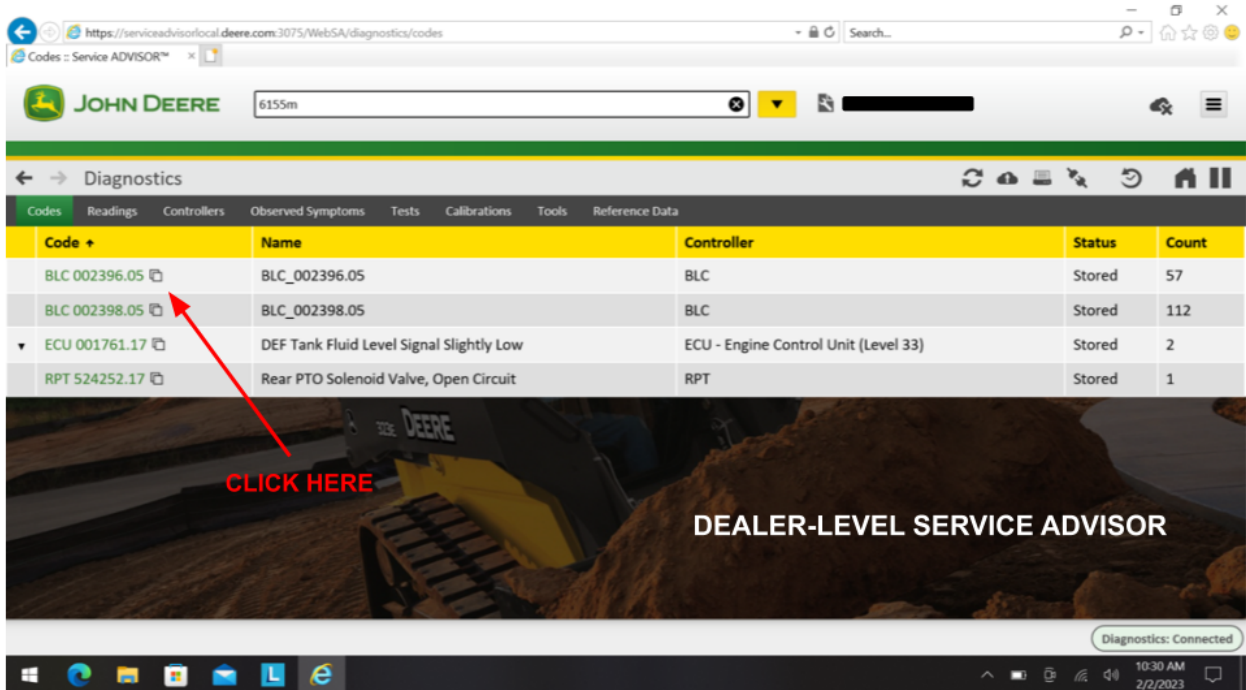 https://serviceadvisorlocal.deere.com:3075/WebSA/diagnostics/codes Search...
Codes :: Service ADVISOR™
JOHN DEERE 6155m
Diagnostics
Codes Readings Controllers Observed Symptoms Tests Calibrations Tools Reference Data
Code Name Controller Status Count
BLC 002396.05 BLC_002396.05 BLC Stored 57
BLC 002398.05 BLC_002398.05 BLC Stored 112
ECU 001761.17 DEF Tank Fluid Level Signal Slightly Low ECU - Engine Control Unit (Level 33) Stored 2
RPT 524252.17 Rear PTO Solenoid Valve, Open Circuit RPT Stored 1
323E DEERE
CLICK HERE
DEALER-LEVEL SERVICE ADVISOR
Diagnostics: Connected
L 10:30 AM
2/2/2023